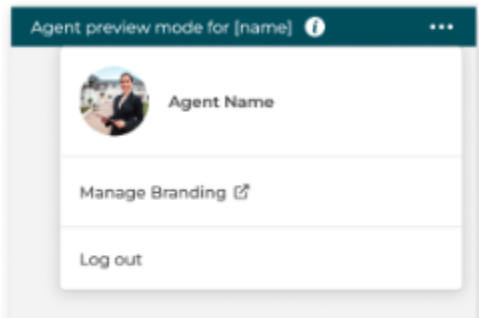 Agent preview mode for [name] i
Agent Name
Manage Branding
Log out